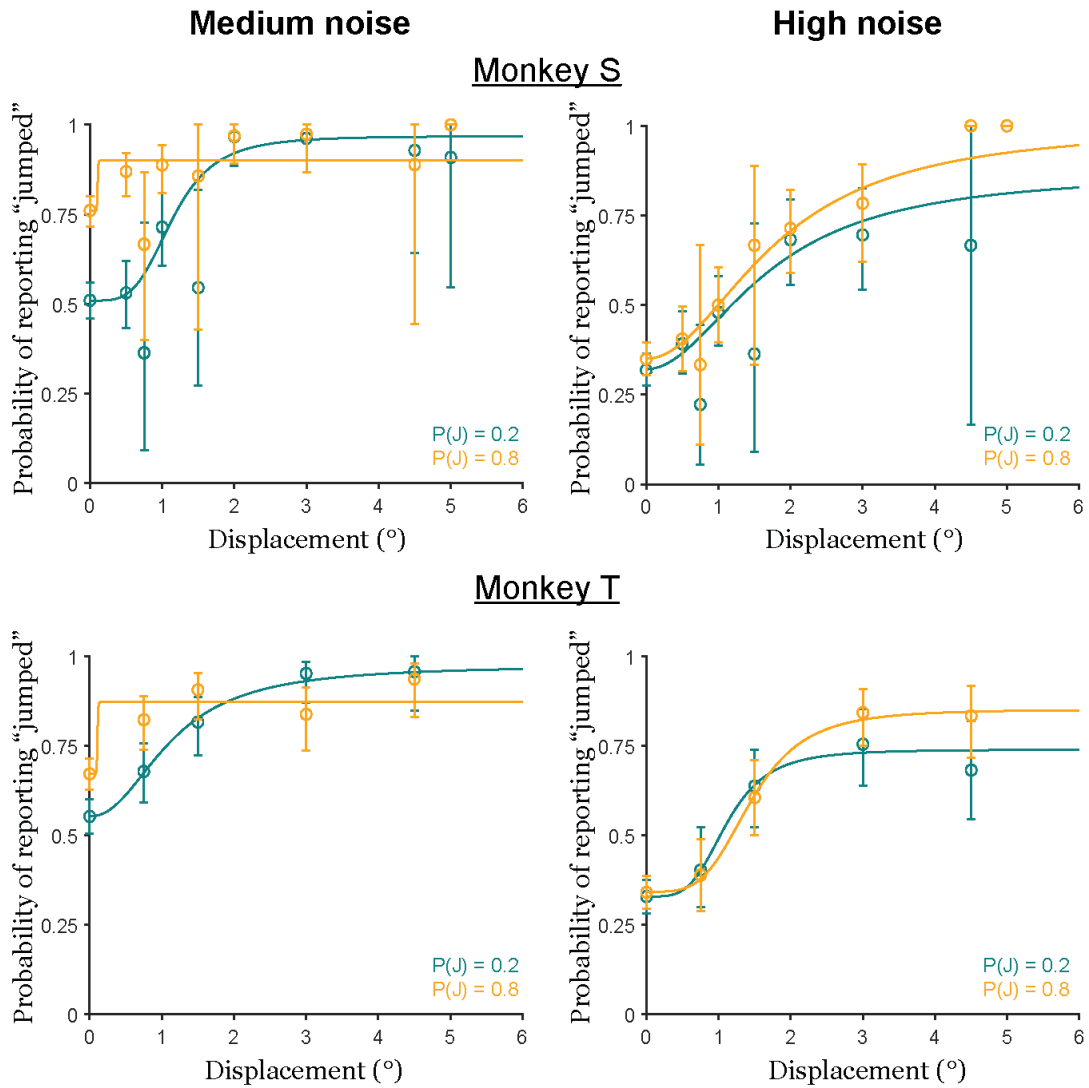 Medium noise
High noise
Monkey S
Probability of reporting “jumped“
1
0.75
0.5
0.25
0
P(J) = 0.2
P(J) = 0.8
0 1 2 3 4 5 6
Displacement (°)
Probability of reporting “jumped“
1
0.75
0.5
0.25
0
P(J) = 0.2
P(J) = 0.8
0 1 2 3 4 5 6
Displacement (°)
Monkey T
Probability of reporting “jumped“
1
0.75
0.5
0.25
0
P(J) = 0.2
P(J) = 0.8
0 1 2 3 4 5 6
Displacement (°)
Probability of reporting “jumped“
1
0.75
0.5
0.25
0
P(J) = 0.2
P(J) = 0.8
0 1 2 3 4 5 6
Displacement (°)